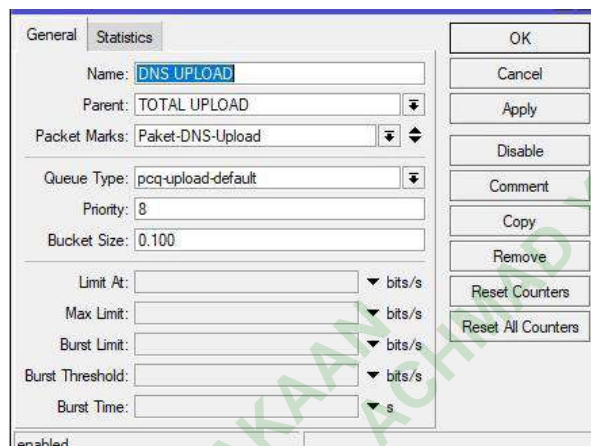 General Statistics
Name: DNS UPLOAD
Parent: TOTAL UPLOAD
Packet Marks: Paket-DNS-Upload
Queue Type: pcq-upload-default
Priority: 8
Bucket Size: 0.100
Limit At: bits/s
Max Limit: bits/s
Burst Limit: bits/s
Burst Threshold: bits/s
Burst Time: s
enabled
OK
Cancel
Apply
Disable
Comment
Copy
Remove
Reset Counters
Reset All Counters
AKAAN
ACHMAD Y